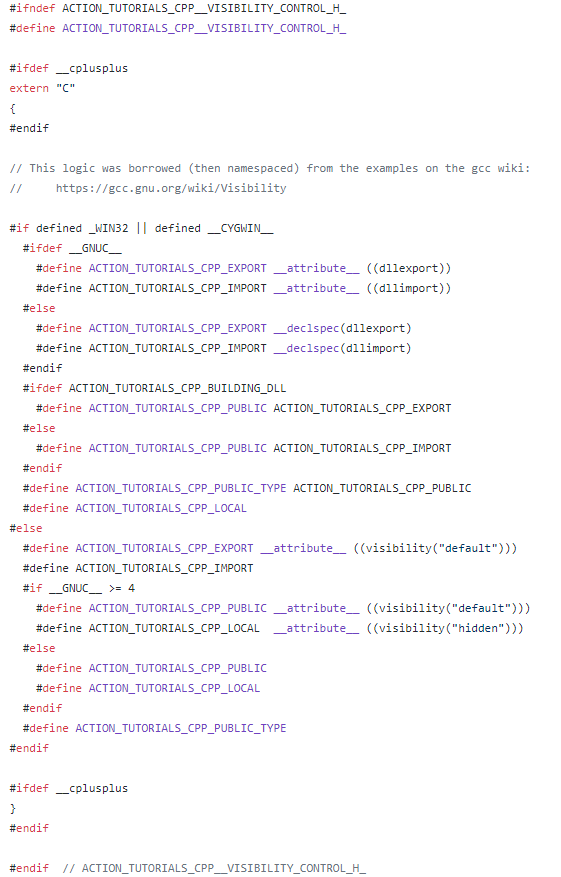 #ifndef ACTION_TUTORIALS_CPP__VISIBILITY_CONTROL_H_
#define ACTION_TUTORIALS_CPP__VISIBILITY_CONTROL_H_

#ifdef __cplusplus
extern "C"
{
#endif

// This logic was borrowed (then namespaced) from the examples on the gcc wiki:
//     https://gcc.gnu.org/wiki/Visibility

#if defined _WIN32 || defined __CYGWIN__
  #ifdef __GNUC__
    #define ACTION_TUTORIALS_CPP_EXPORT __attribute__ ((dllexport))
    #define ACTION_TUTORIALS_CPP_IMPORT __attribute__ ((dllimport))
  #else
    #define ACTION_TUTORIALS_CPP_EXPORT __declspec(dllexport)
    #define ACTION_TUTORIALS_CPP_IMPORT __declspec(dllimport)
  #endif
  #ifdef ACTION_TUTORIALS_CPP_BUILDING_DLL
    #define ACTION_TUTORIALS_CPP_PUBLIC ACTION_TUTORIALS_CPP_EXPORT
  #else
    #define ACTION_TUTORIALS_CPP_PUBLIC ACTION_TUTORIALS_CPP_IMPORT
  #endif
  #define ACTION_TUTORIALS_CPP_PUBLIC_TYPE ACTION_TUTORIALS_CPP_PUBLIC
  #define ACTION_TUTORIALS_CPP_LOCAL
#else
  #define ACTION_TUTORIALS_CPP_EXPORT __attribute__ ((visibility("default")))
  #define ACTION_TUTORIALS_CPP_IMPORT
  #if __GNUC__ >= 4
    #define ACTION_TUTORIALS_CPP_PUBLIC __attribute__ ((visibility("default")))
    #define ACTION_TUTORIALS_CPP_LOCAL  __attribute__ ((visibility("hidden")))
  #else
    #define ACTION_TUTORIALS_CPP_PUBLIC
    #define ACTION_TUTORIALS_CPP_LOCAL
  #endif
  #define ACTION_TUTORIALS_CPP_PUBLIC_TYPE
#endif

#ifdef __cplusplus
}
#endif

#endif  // ACTION_TUTORIALS_CPP__VISIBILITY_CONTROL_H_